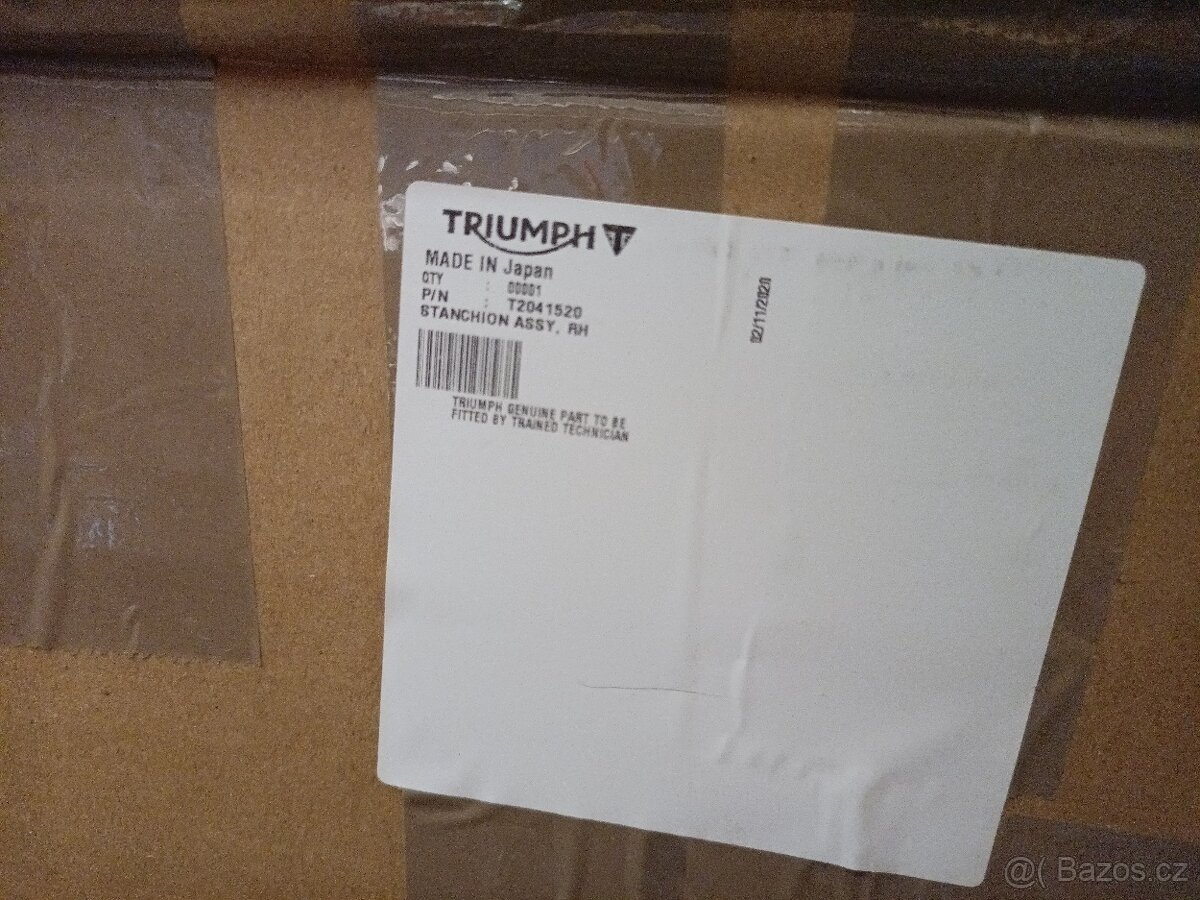 TRIUMPH
MADE IN Japan
QTY : 00001
P/N : T2041520
STANCHION ASSY, RH
TRIUMPH GENUINE PART TO BE
FITTED BY TRAINED TECHNICIAN
02/11/2020
@( Bazos.cz